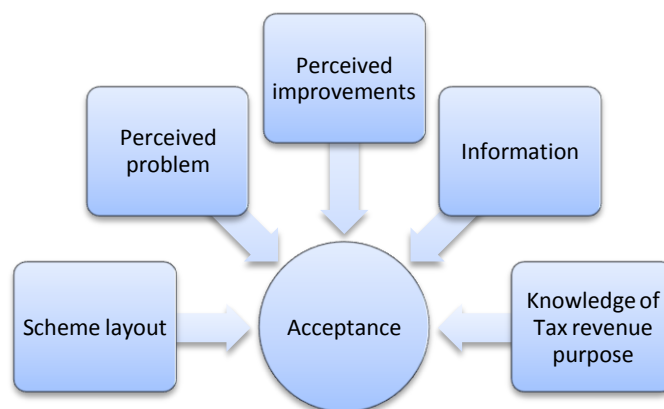 Perceived
improvements
Perceived
problem
Information
Scheme layout
Acceptance
Knowledge of
Tax revenue
purpose